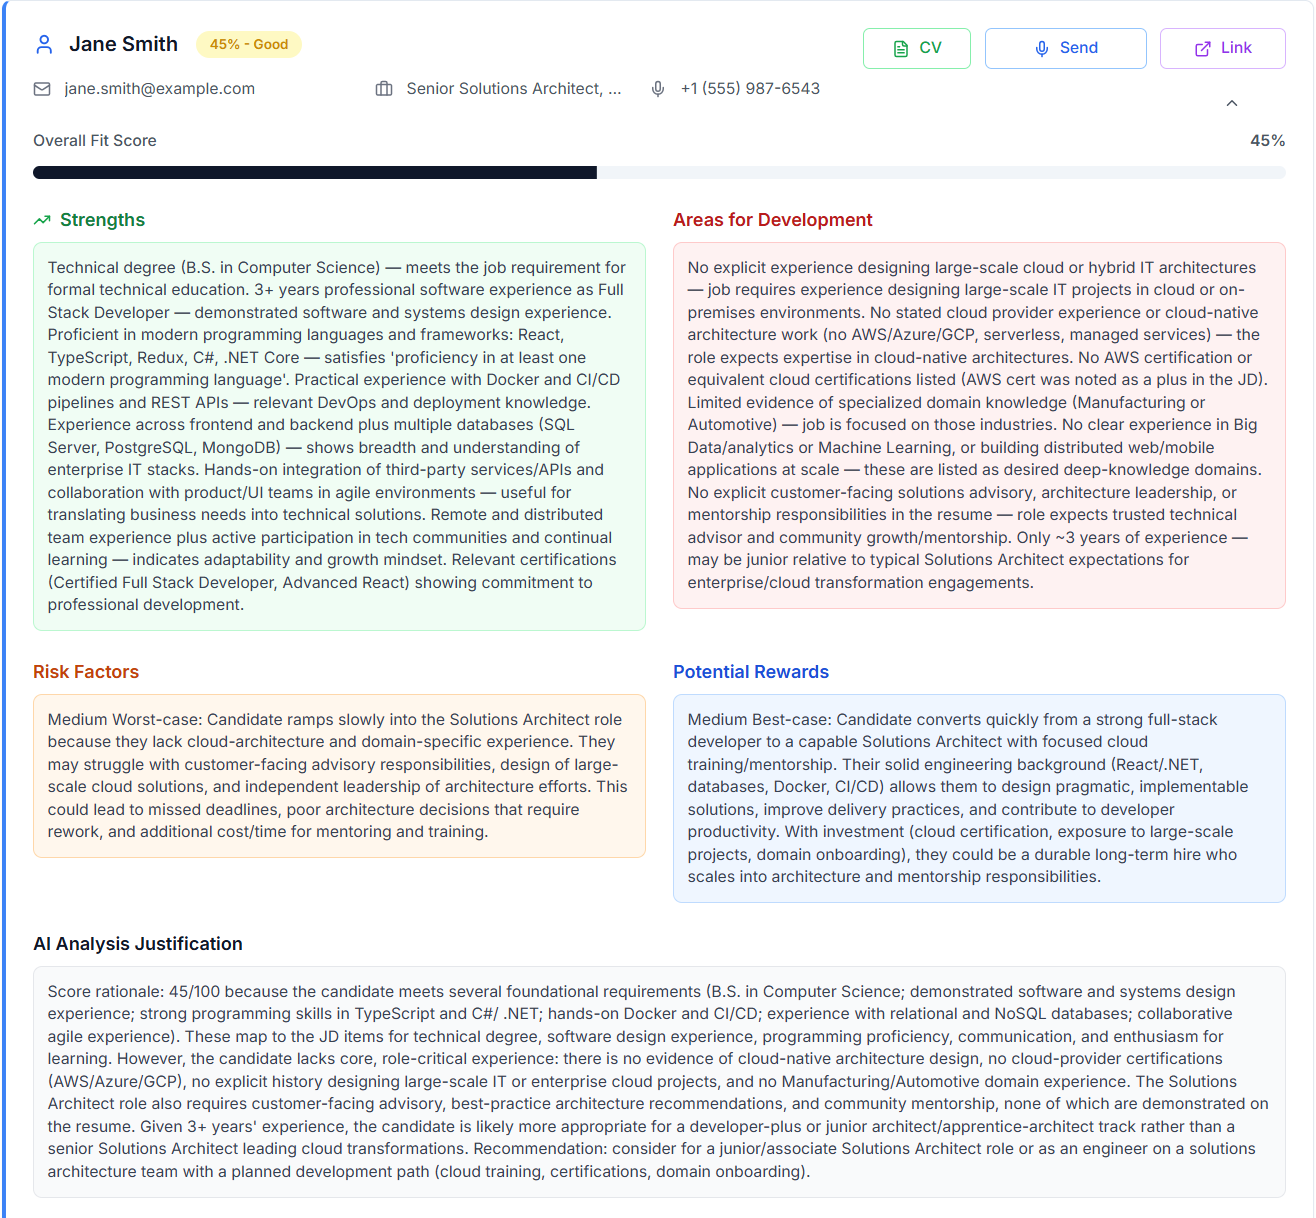 Jane Smith
45% - Good
CV
Send
Link
jane.smith@example.com
Senior Solutions Architect, ...
+1 (555) 987-6543
Overall Fit Score
45%
Strengths
Technical degree (B.S. in Computer Science) — meets the job requirement for
formal technical education. 3+ years professional software experience as Full
Stack Developer — demonstrated software and systems design experience.
Proficient in modern programming languages and frameworks: React,
TypeScript, Redux, C#, .NET Core — satisfies 'proficiency in at least one
modern programming language'. Practical experience with Docker and CI/CD
pipelines and REST APIs — relevant DevOps and deployment knowledge.
Experience across frontend and backend plus multiple databases (SQL
Server, PostgreSQL, MongoDB) — shows breadth and understanding of
enterprise IT stacks. Hands-on integration of third-party services/APIs and
collaboration with product/UI teams in agile environments — useful for
translating business needs into technical solutions. Remote and distributed
team experience plus active participation in tech communities and continual
learning — indicates adaptability and growth mindset. Relevant certifications
(Certified Full Stack Developer, Advanced React) showing commitment to
professional development.
Areas for Development
No explicit experience designing large-scale cloud or hybrid IT architectures
— job requires experience designing large-scale IT projects in cloud or on-
premises environments. No stated cloud provider experience or cloud-native
architecture work (no AWS/Azure/GCP, serverless, managed services) — the
role expects expertise in cloud-native architectures. No AWS certification or
equivalent cloud certifications listed (AWS cert was noted as a plus in the JD).
Limited evidence of specialized domain knowledge (Manufacturing or
Automotive) — job is focused on those industries. No clear experience in Big
Data/analytics or Machine Learning, or building distributed web/mobile
applications at scale — these are listed as desired deep-knowledge domains.
No explicit customer-facing solutions advisory, architecture leadership, or
mentorship responsibilities in the resume — role expects trusted technical
advisor and community growth/mentorship. Only ~3 years of experience —
may be junior relative to typical Solutions Architect expectations for
enterprise/cloud transformation engagements.
Risk Factors
Medium Worst-case: Candidate ramps slowly into the Solutions Architect role
because they lack cloud-architecture and domain-specific experience. They
may struggle with customer-facing advisory responsibilities, design of large-
scale cloud solutions, and independent leadership of architecture efforts. This
could lead to missed deadlines, poor architecture decisions that require
rework, and additional cost/time for mentoring and training.
Potential Rewards
Medium Best-case: Candidate converts quickly from a strong full-stack
developer to a capable Solutions Architect with focused cloud
training/mentorship. Their solid engineering background (React/.NET,
databases, Docker, CI/CD) allows them to design pragmatic, implementable
solutions, improve delivery practices, and contribute to developer
productivity. With investment (cloud certification, exposure to large-scale
projects, domain onboarding), they could be a durable long-term hire who
scales into architecture and mentorship responsibilities.
AI Analysis Justification
Score rationale: 45/100 because the candidate meets several foundational requirements (B.S. in Computer Science; demonstrated software and systems design
experience; strong programming skills in TypeScript and C#/ .NET; hands-on Docker and CI/CD; experience with relational and NoSQL databases; collaborative
agile experience). These map to the JD items for technical degree, software design experience, programming proficiency, communication, and enthusiasm for
learning. However, the candidate lacks core, role-critical experience: there is no evidence of cloud-native architecture design, no cloud-provider certifications
(AWS/Azure/GCP), no explicit history designing large-scale IT or enterprise cloud projects, and no Manufacturing/Automotive domain experience. The Solutions
Architect role also requires customer-facing advisory, best-practice architecture recommendations, and community mentorship, none of which are demonstrated on
the resume. Given 3+ years' experience, the candidate is likely more appropriate for a developer-plus or junior architect/apprentice-architect track rather than a
senior Solutions Architect leading cloud transformations. Recommendation: consider for a junior/associate Solutions Architect role or as an engineer on a solutions
architecture team with a planned development path (cloud training, certifications, domain onboarding).